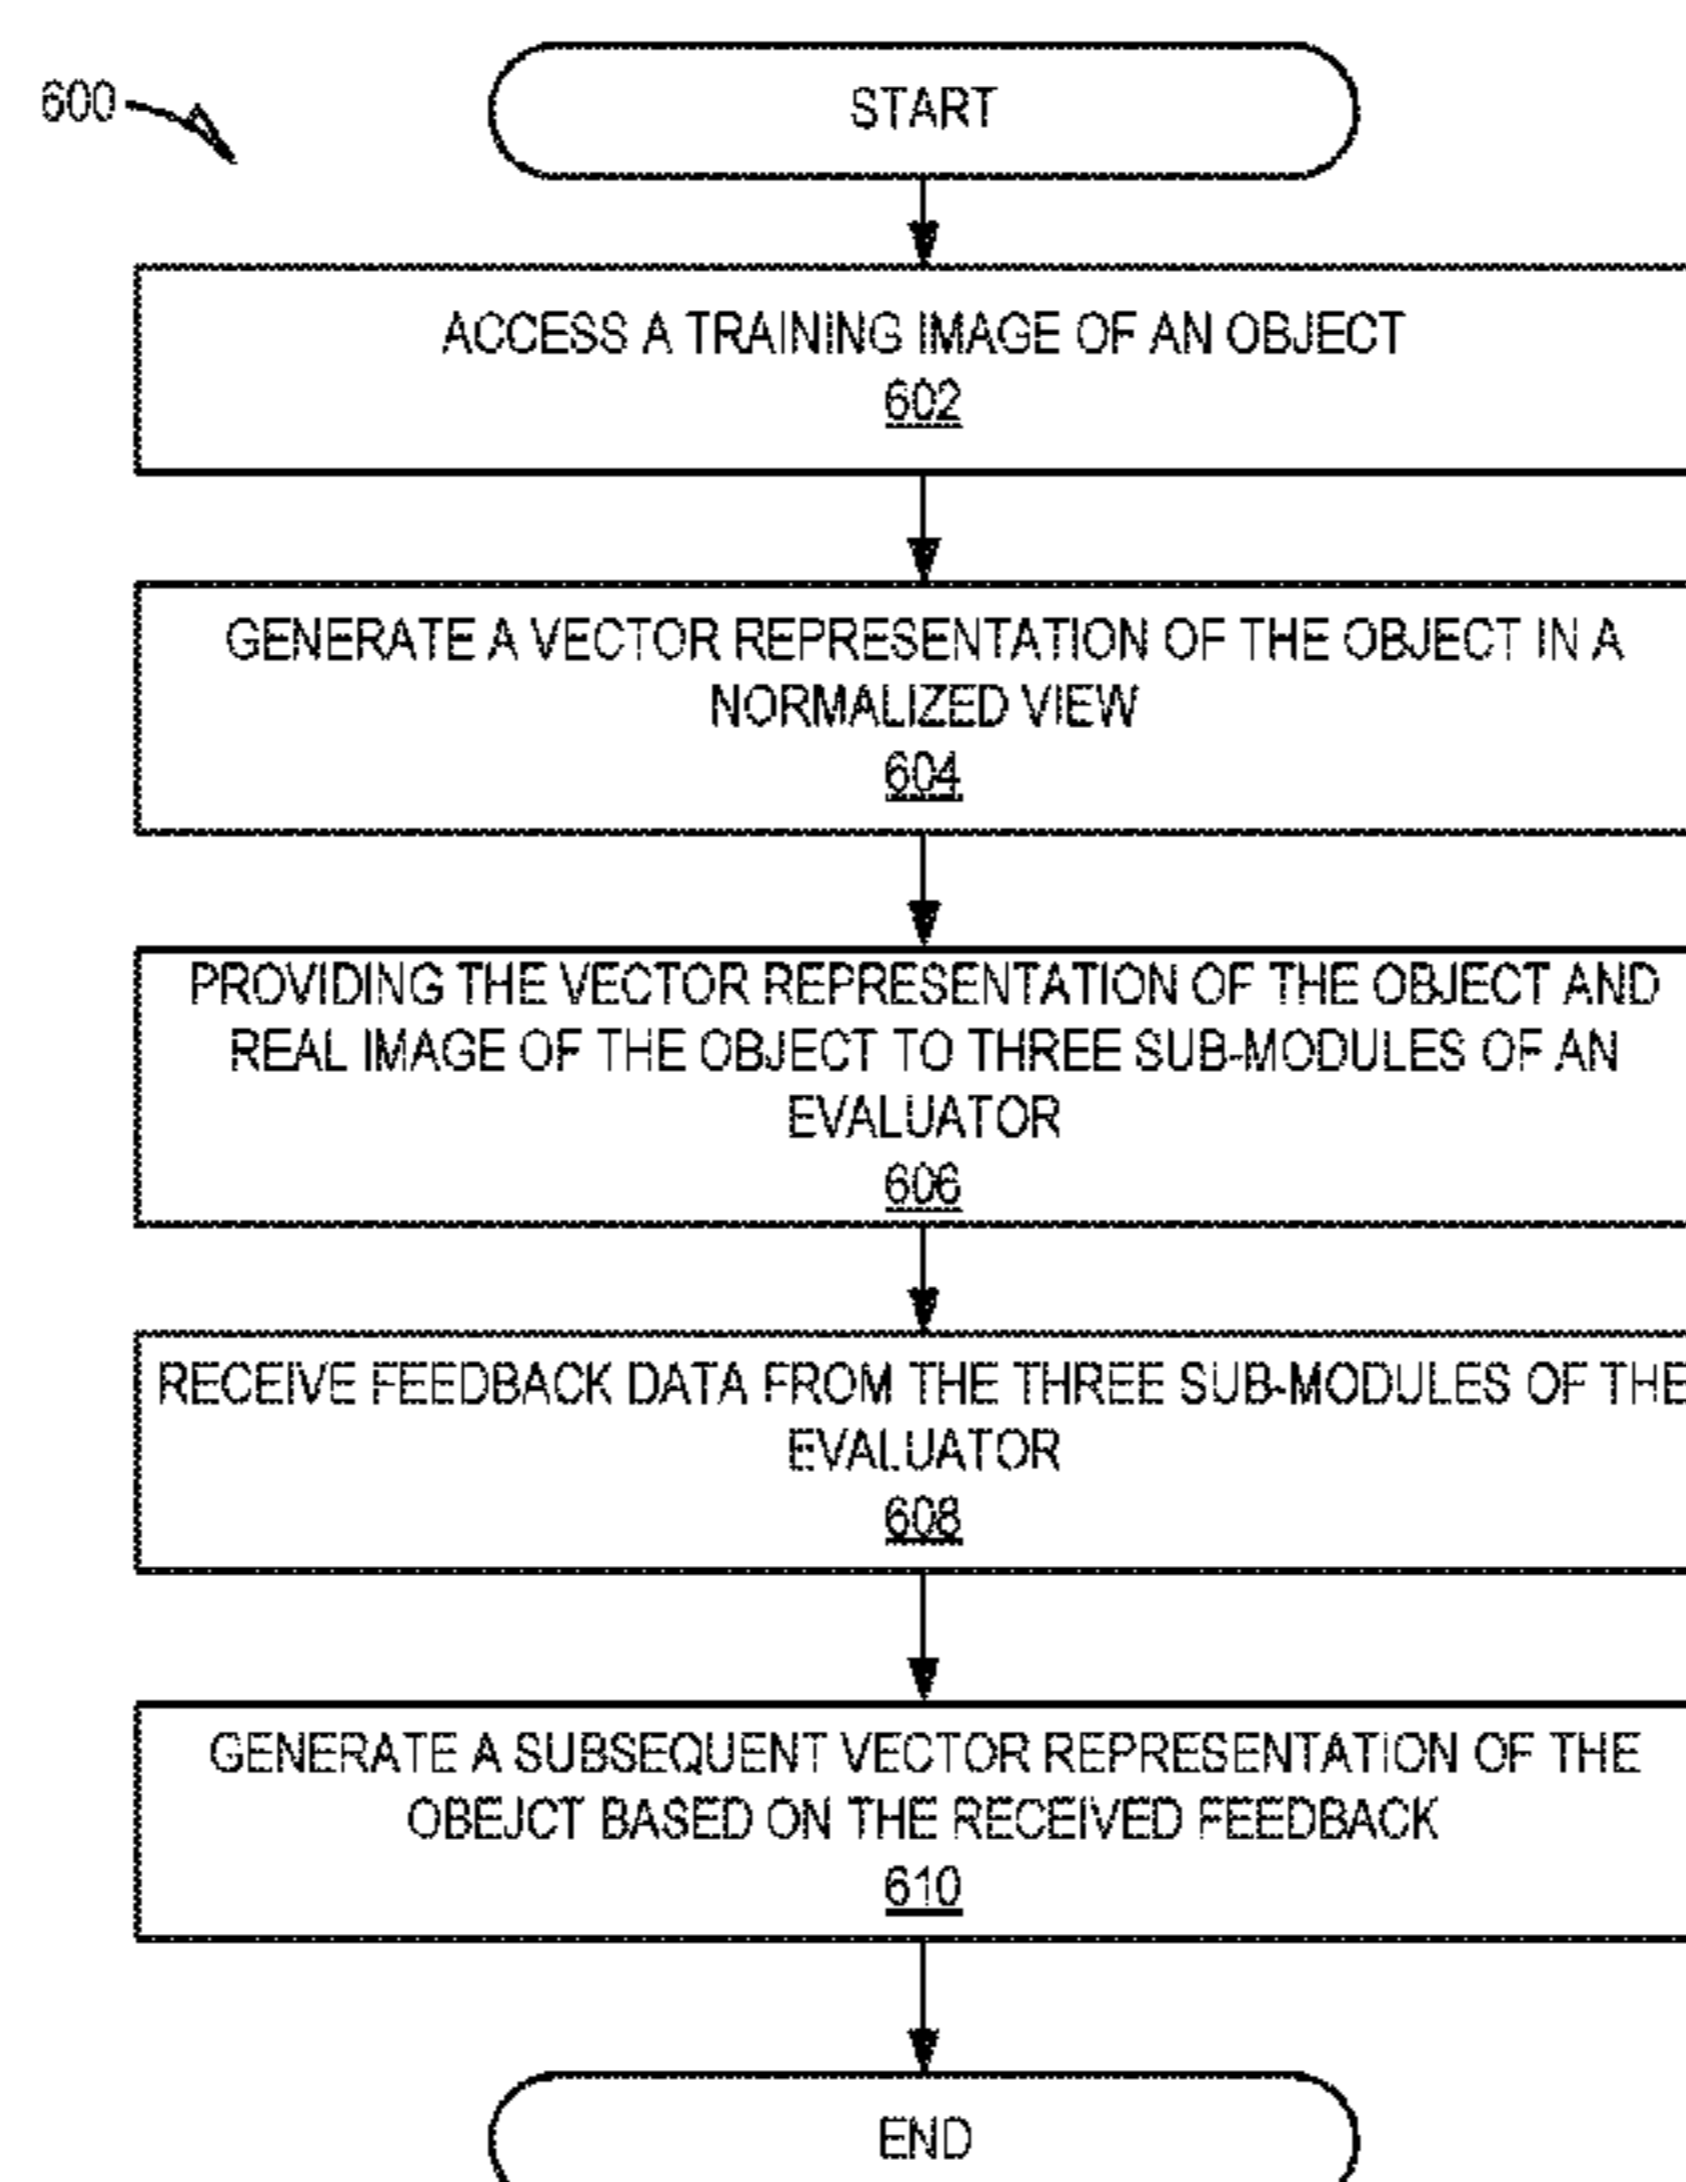 600
START
ACCESS A TRAINING IMAGE OF AN OBJECT
602
GENERATE A VECTOR REPRESENTATION OF THE OBJECT IN A
NORMALIZED VIEW
604
PROVIDING THE VECTOR REPRESENTATION OF THE OBJECT AND
REAL IMAGE OF THE OBJECT TO THREE SUB-MODULES OF AN
EVALUATOR
606
RECEIVE FEEDBACK DATA FROM THE THREE SUB-MODULES OF THE
EVALUATOR
608
GENERATE A SUBSEQUENT VECTOR REPRESENTATION OF THE
OBEJCT BASED ON THE RECEIVED FEEDBACK
610
END